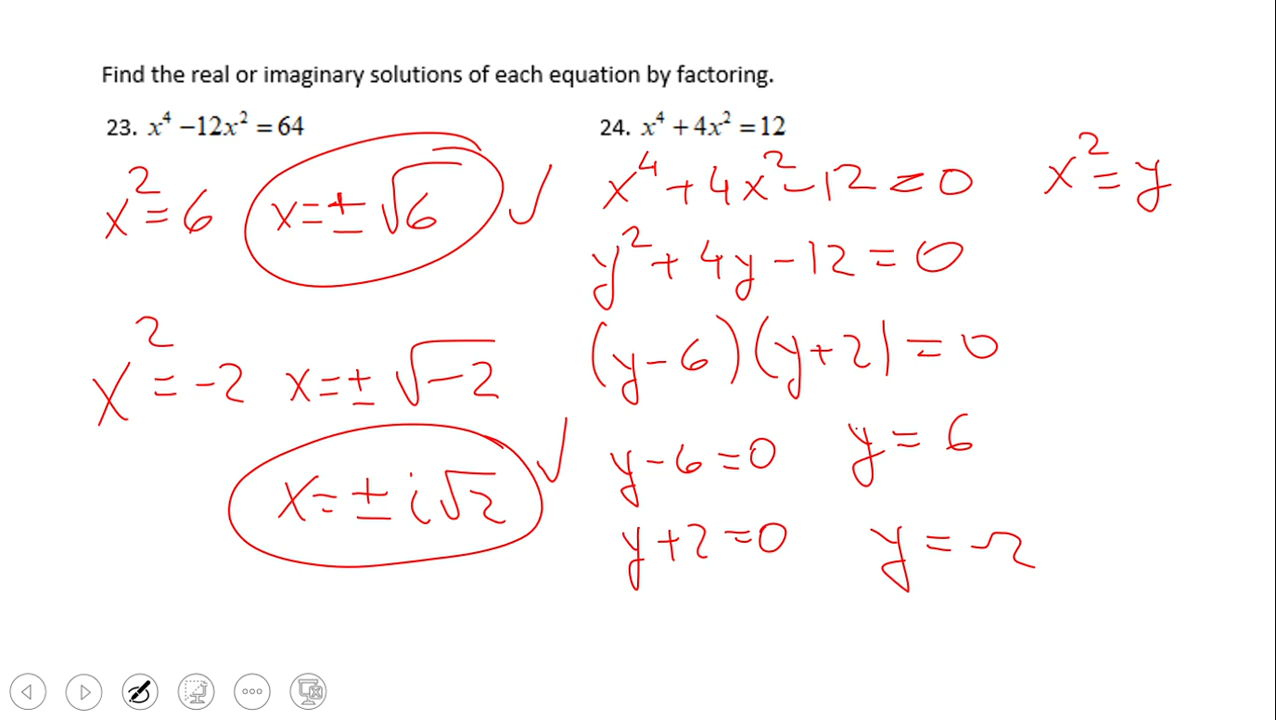 Find the real or imaginary solutions of each equation by factoring.
23. x⁴ −12x² = 64
24. x⁴ + 4x² = 12
x² = 6 x = ± √6 ✓
x² = -2 x = ± √-2
x = ± i√2 ✓
x⁴ + 4x² - 12 = 0 x² = y
y² + 4y - 12 = 0
(y - 6)(y + 2) = 0
y - 6 = 0 y = 6
y + 2 = 0 y = -2